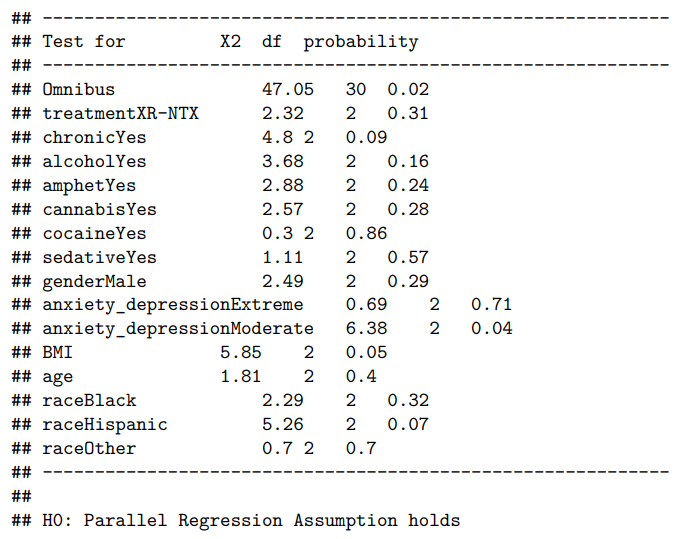 ## --------------------------------------------------------------
## Test for X2 df probability
## --------------------------------------------------------------
## Omnibus 47.05 30 0.02
## treatmentXR-NTX 2.32 2 0.31
## chronicYes 4.8 2 0.09
## alcoholYes 3.68 2 0.16
## amphetYes 2.88 2 0.24
## cannabisYes 2.57 2 0.28
## cocaineYes 0.3 2 0.86
## sedativeYes 1.11 2 0.57
## genderMale 2.49 2 0.29
## anxiety_depressionExtreme 0.69 2 0.71
## anxiety_depressionModerate 6.38 2 0.04
## BMI 5.85 2 0.05
## age 1.81 2 0.4
## raceBlack 2.29 2 0.32
## raceHispanic 5.26 2 0.07
## raceOther 0.7 2 0.7
## --------------------------------------------------------------
##
## H0: Parallel Regression Assumption holds